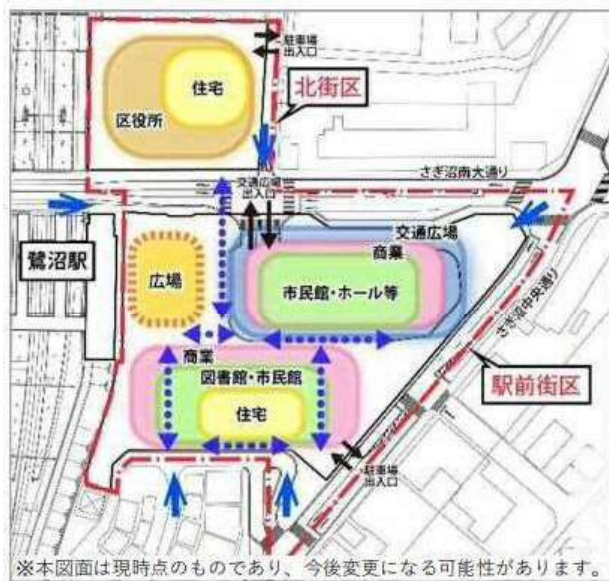 駐車場
出入口
住宅
北街区
区役所
さぎ沼南大通り
交通広場
出入口
交通広場
鷺沼駅
広場
商業
市民館・ホール等
さぎ沼中央通り
商業
図書館・市民館
駅前街区
住宅
駐車場
出入口
※本図面は現時点のものであり、今後変更になる可能性があります。